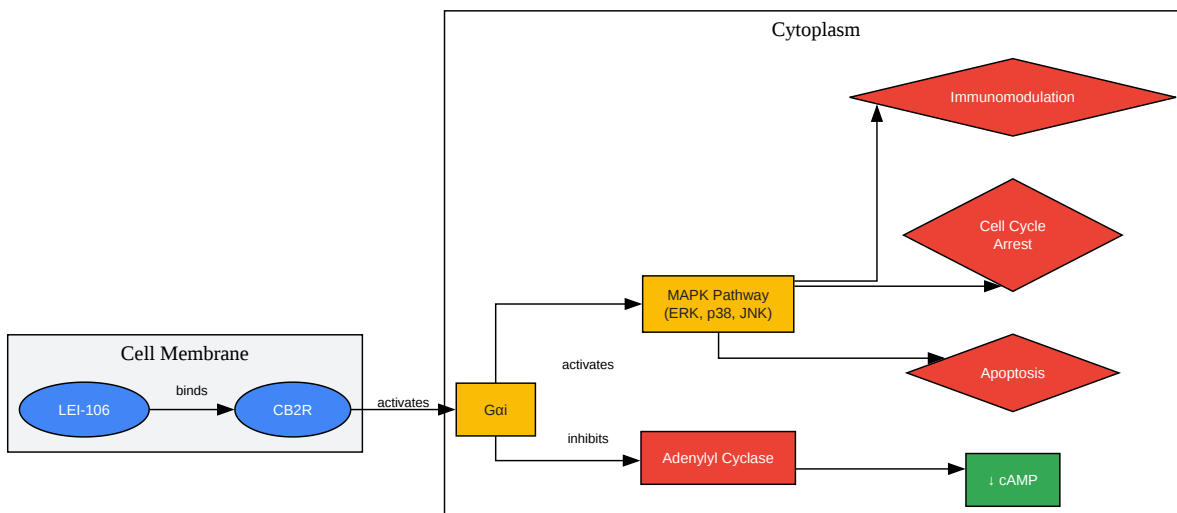 Cytoplasm
Immunomodulation
Cell Cycle
Arrest
MAPK Pathway
(ERK, p38, JNK)
Cell Membrane
activates
Apoptosis
binds
LEI-106
CB2R
activates
Gαi
inhibits
Adenylyl Cyclase
↓ cAMP